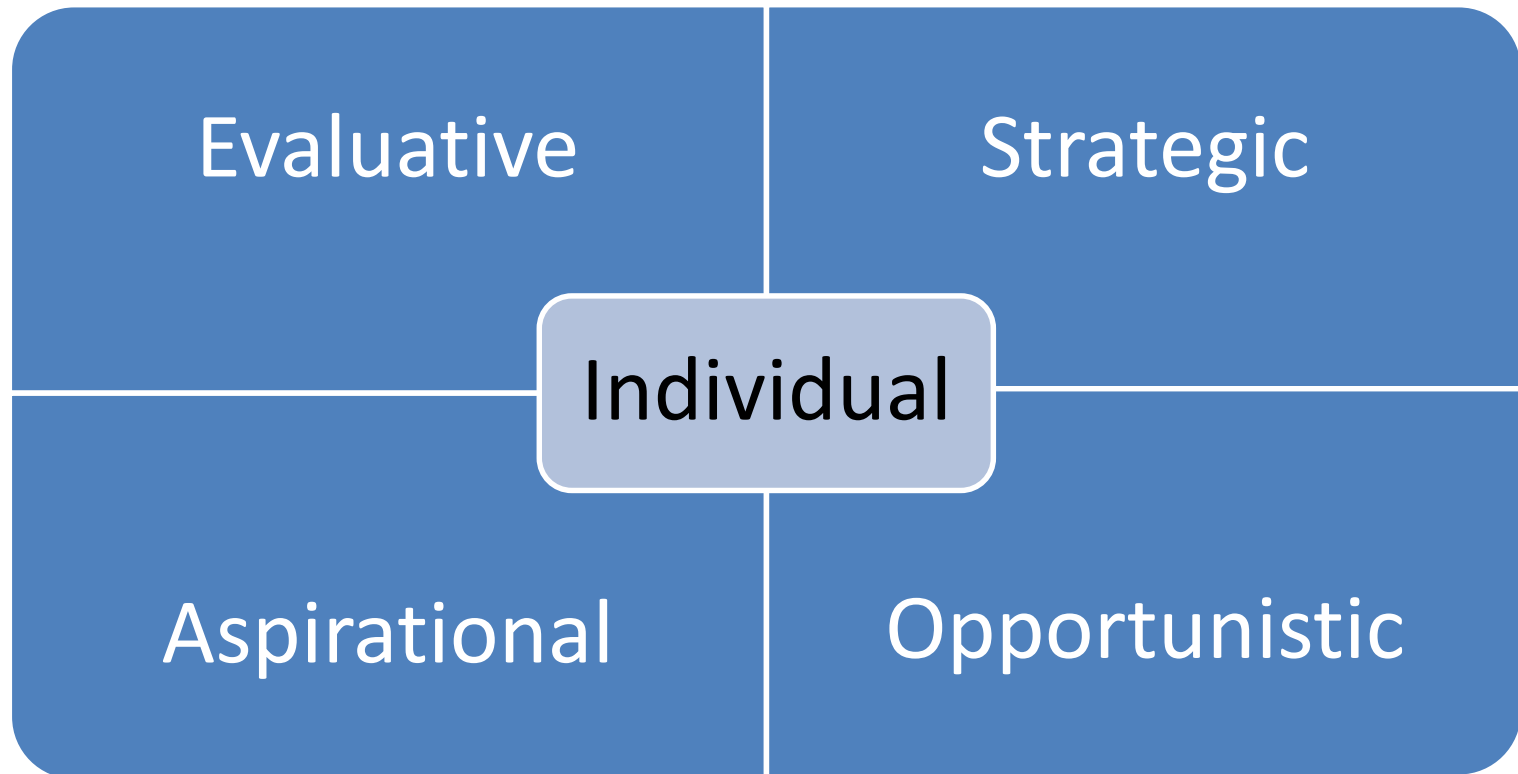 Evaluative
Strategic
Individual
Aspirational
Opportunistic